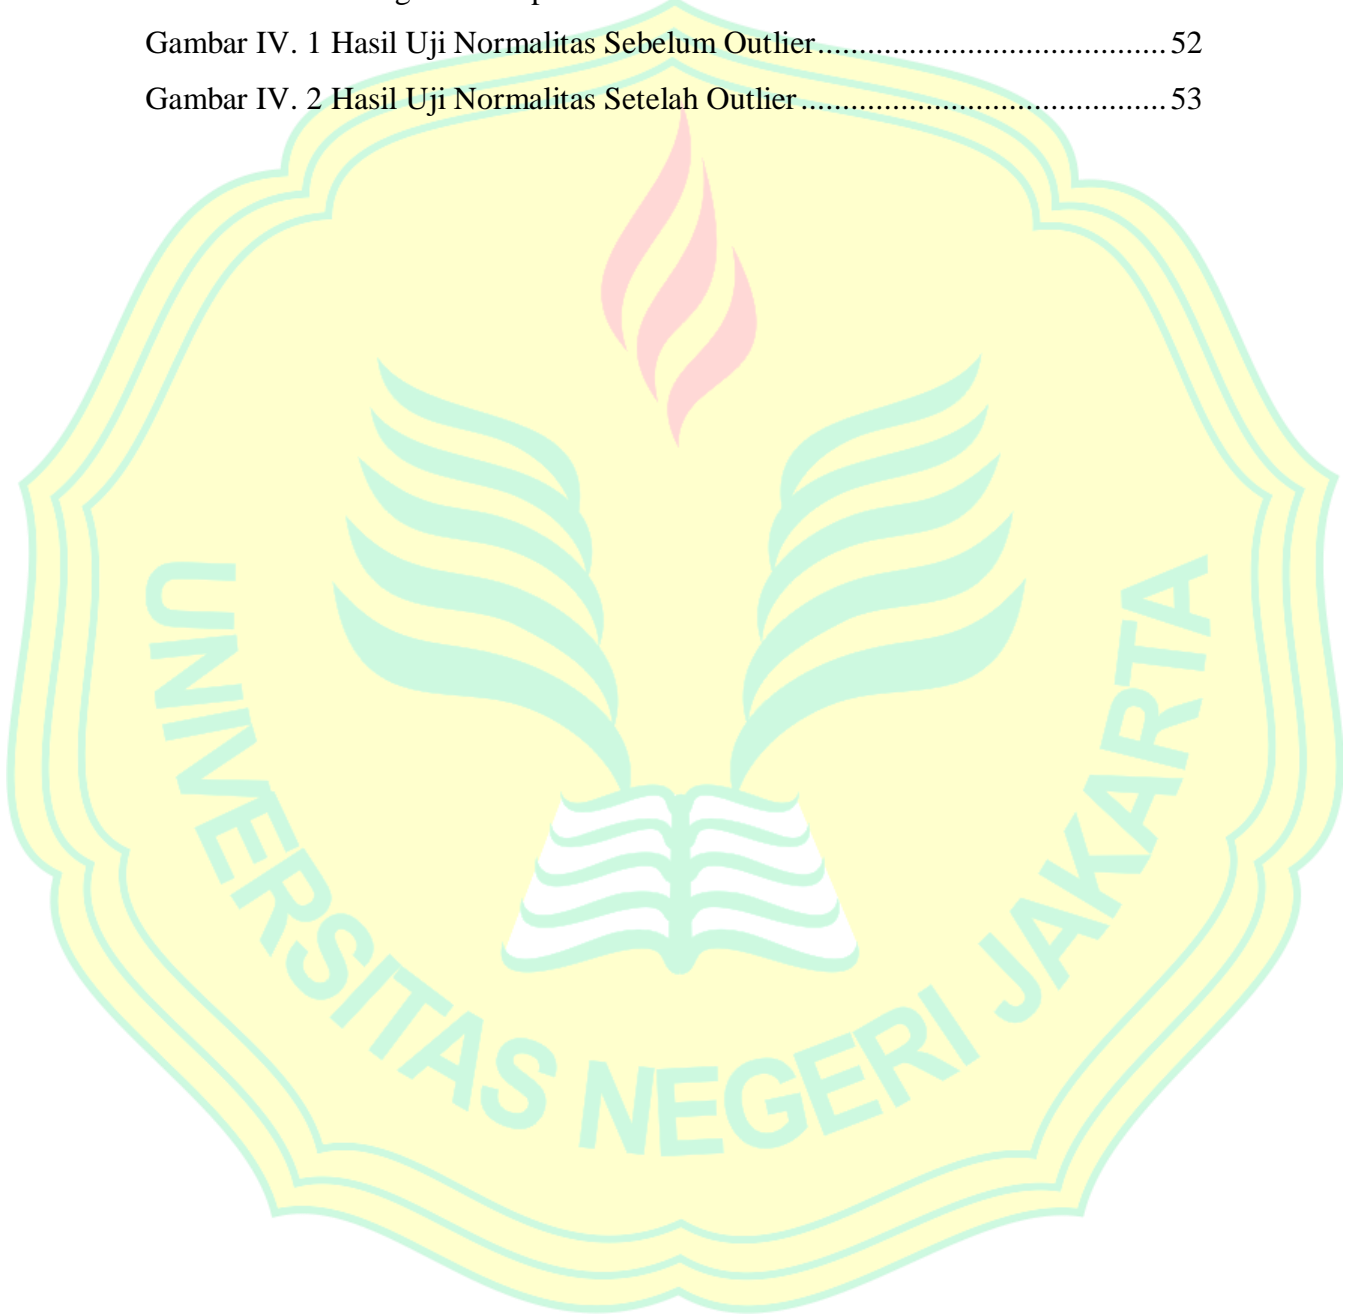 Gambar IV. 1 Hasil Uji Normalitas Sebelum Outlier.......................................... 52
Gambar IV. 2 Hasil Uji Normalitas Setelah Outlier ............................................ 53
UNIVERSITAS NEGERI JAKARTA